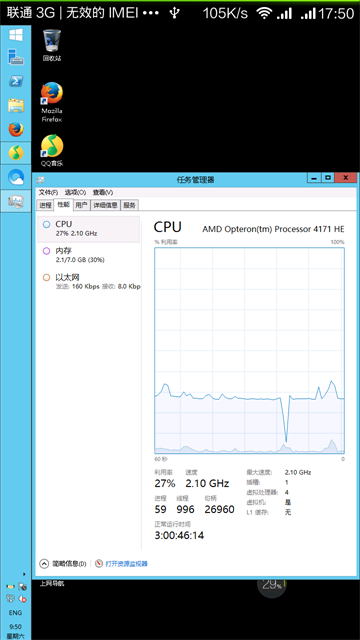 联通 3G | 无效的 IMEI ••• 105K/s 17:50
回收站
Mozilla
Firefox
QQ音乐
任务管理器
文件(F) 选项(O) 查看(V)
进程 性能 用户 详细信息 服务
CPU
27% 2.10 GHz
内存
2.1/7.0 GB (30%)
以太网
发送: 160 Kbps 接收: 8.0 Kbp
CPU AMD Opteron(tm) Processor 4171 HE
% 利用率 100%
60 秒 0
利用率 速度
27% 2.10 GHz
进程 线程 句柄
59 996 26960
正常运行时间
3:00:46:14
最大速度: 2.10 GHz
插槽: 1
虚拟处理器: 4
虚拟机: 是
L1 缓存: 无
简略信息(D) 打开资源监视器
上网导航
29%
ENG
9:50
星期六